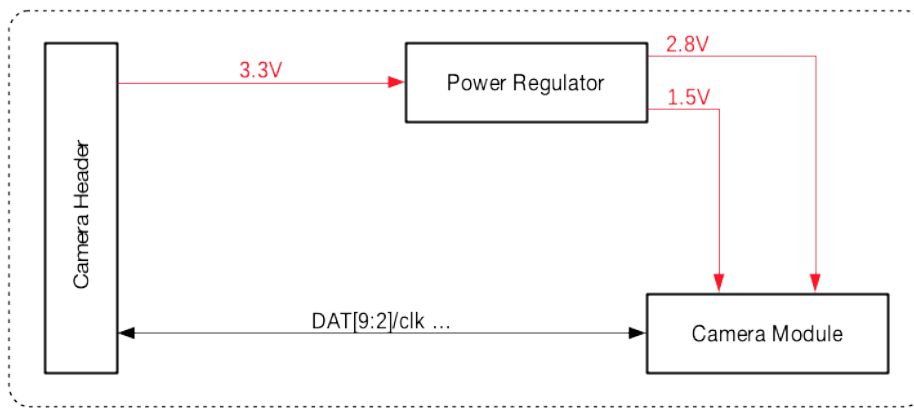 2.8V
3.3V
Power Regulator
1.5V
Camera Header
DAT[9:2]/clk ...
Camera Module